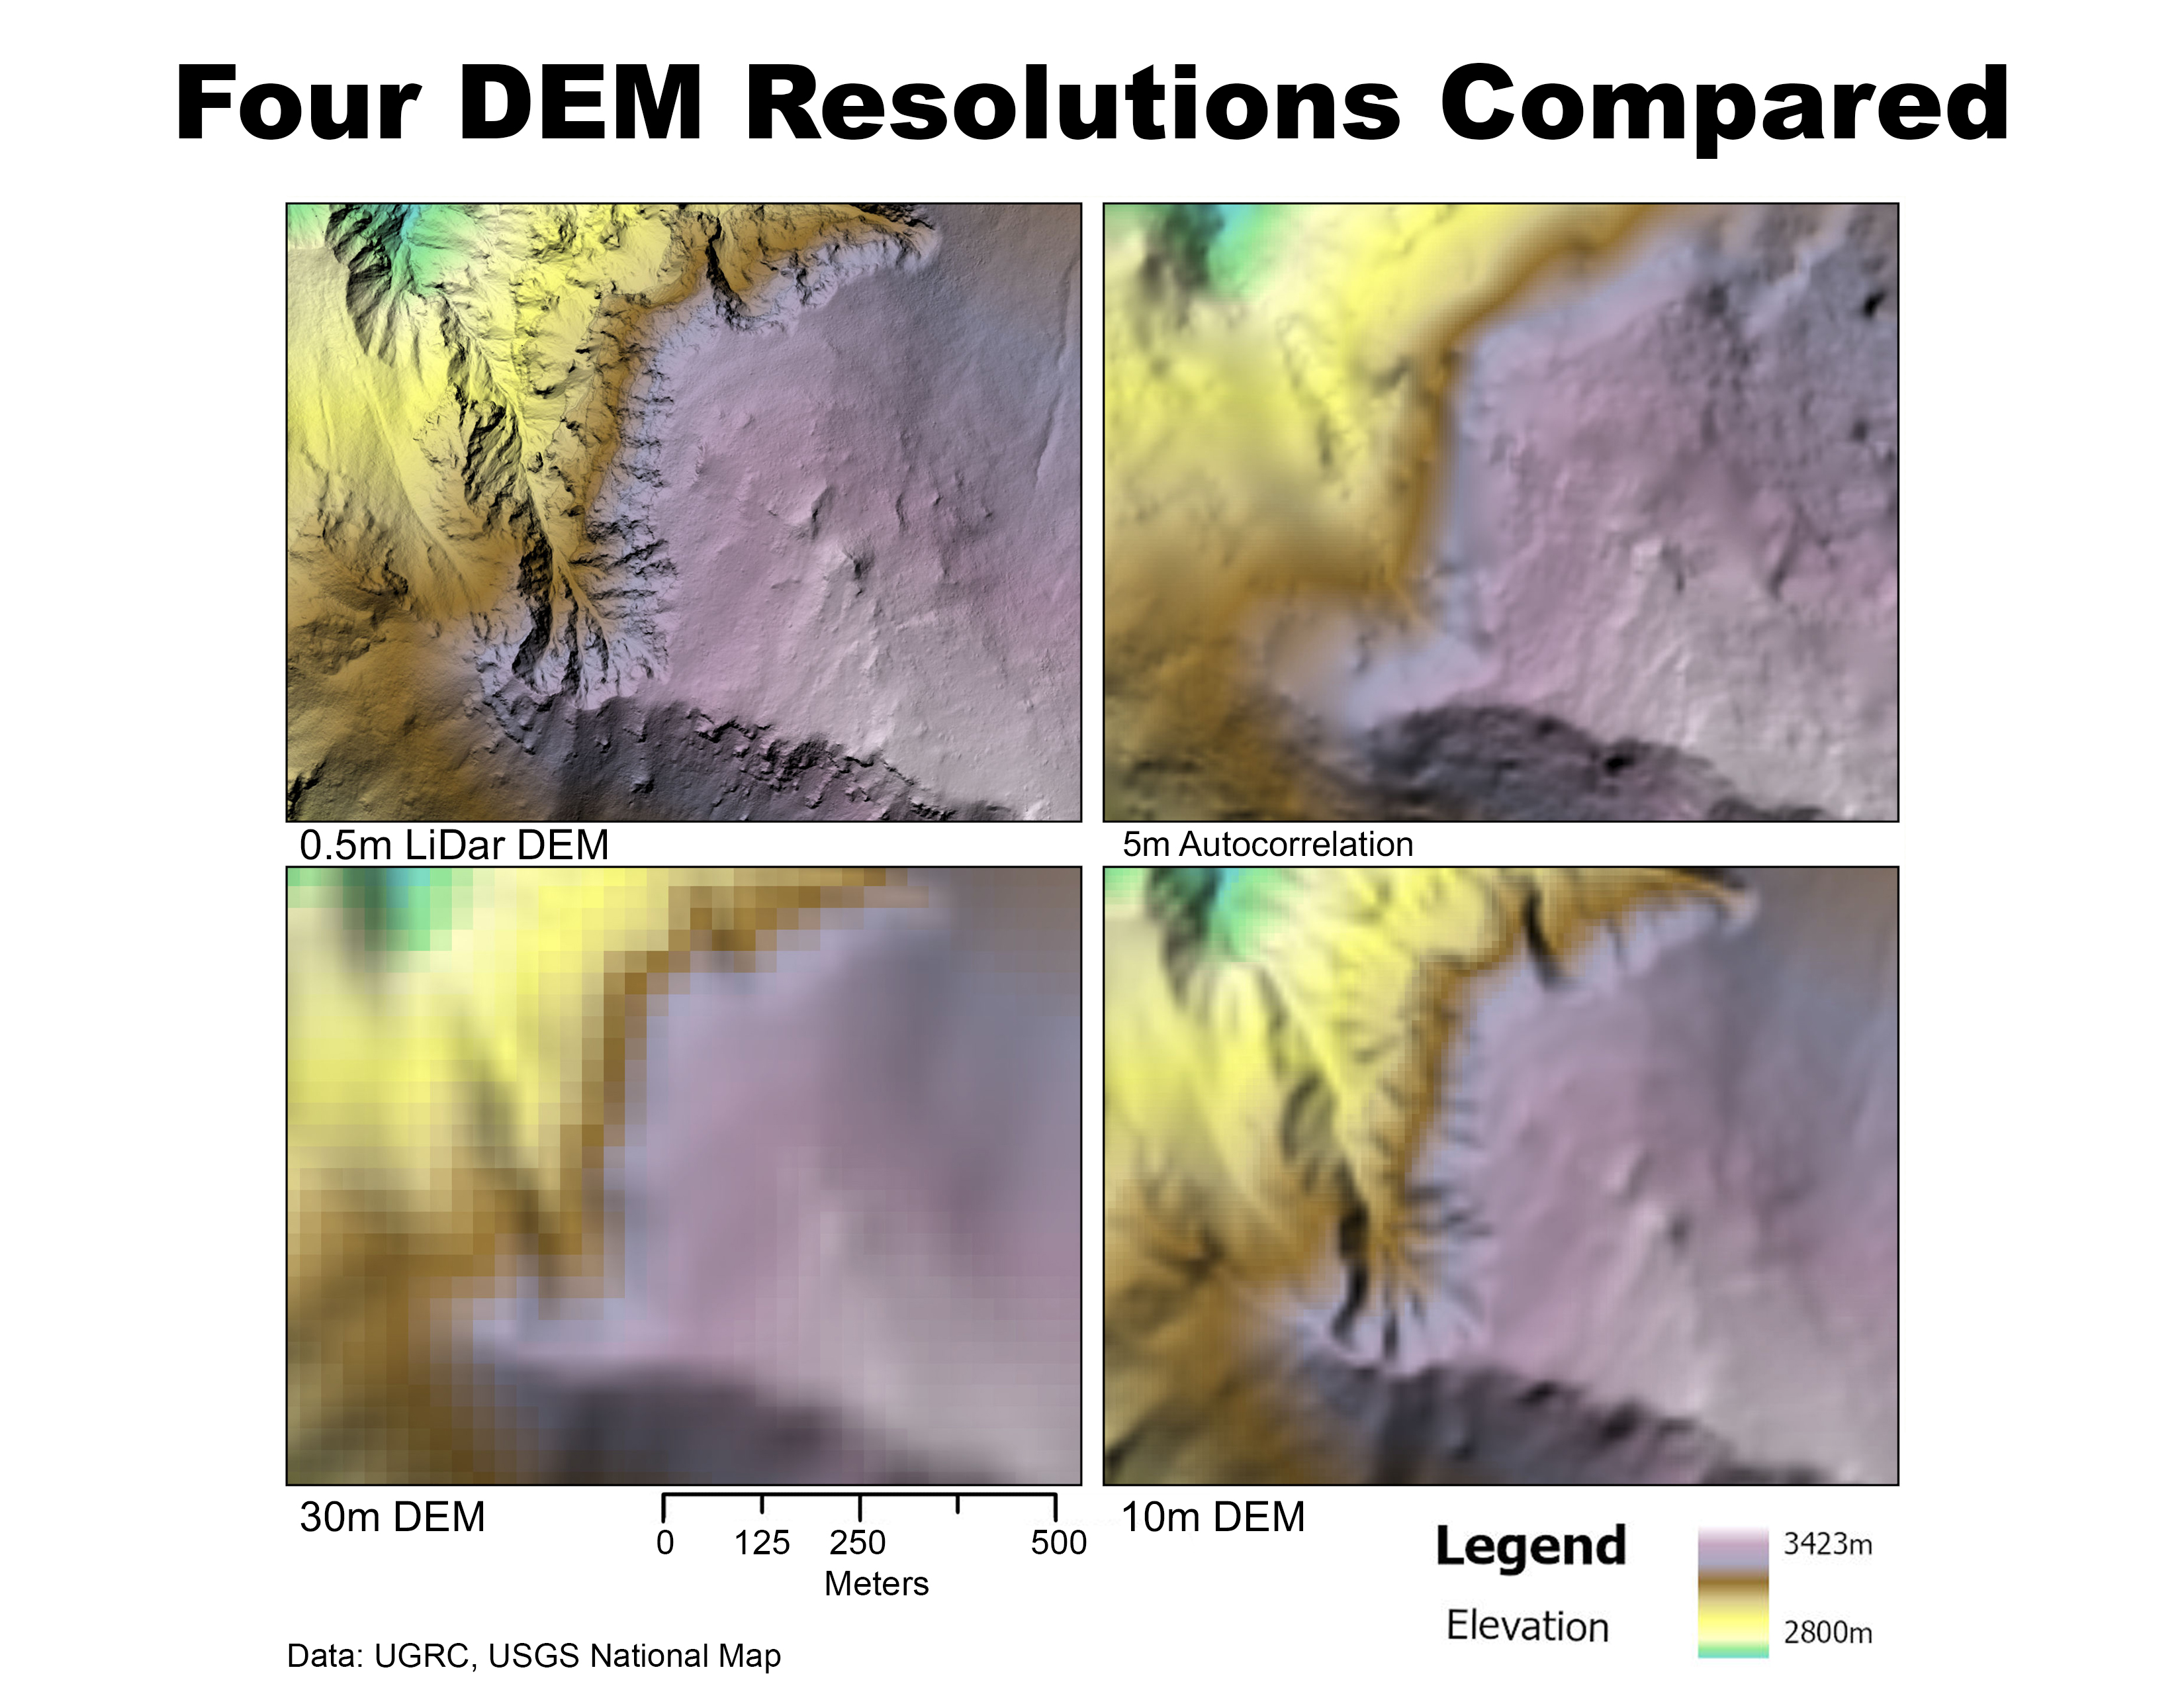 Four DEM Resolutions Compared
0.5m LiDar DEM
5m Autocorrelation
30m DEM
10m DEM
0 125 250 500
Meters
Legend
Elevation
3423m
2800m
Data: UGRC, USGS National Map